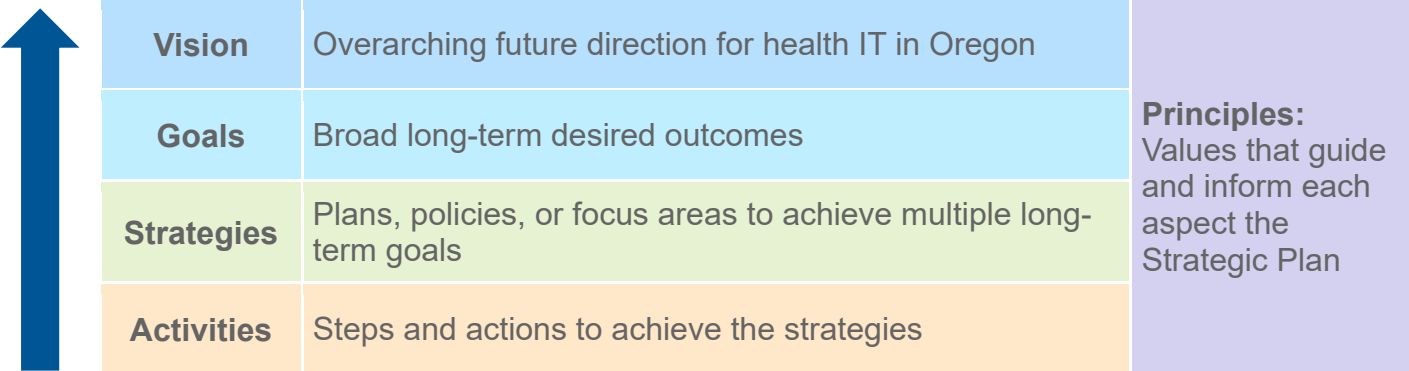 Vision
Overarching future direction for health IT in Oregon
Goals
Broad long-term desired outcomes
Strategies
Plans, policies, or focus areas to achieve multiple long-
term goals
Activities
Steps and actions to achieve the strategies
Principles:
Values that guide
and inform each
aspect the
Strategic Plan